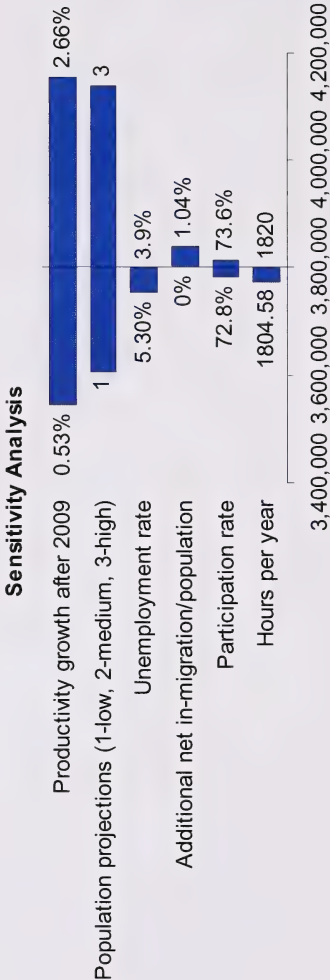 Sensitivity Analysis
Productivity growth after 2009 0.53% 2.66%
Population projections (1-low, 2-medium, 3-high) 1 3
Unemployment rate 5.30% 3.9%
Additional net in-migration/population 0% 1.04%
Participation rate 72.8% 73.6%
Hours per year 1804.58 1820
3,400,000 3,600,000 3,800,000 4,000,000 4,200,000